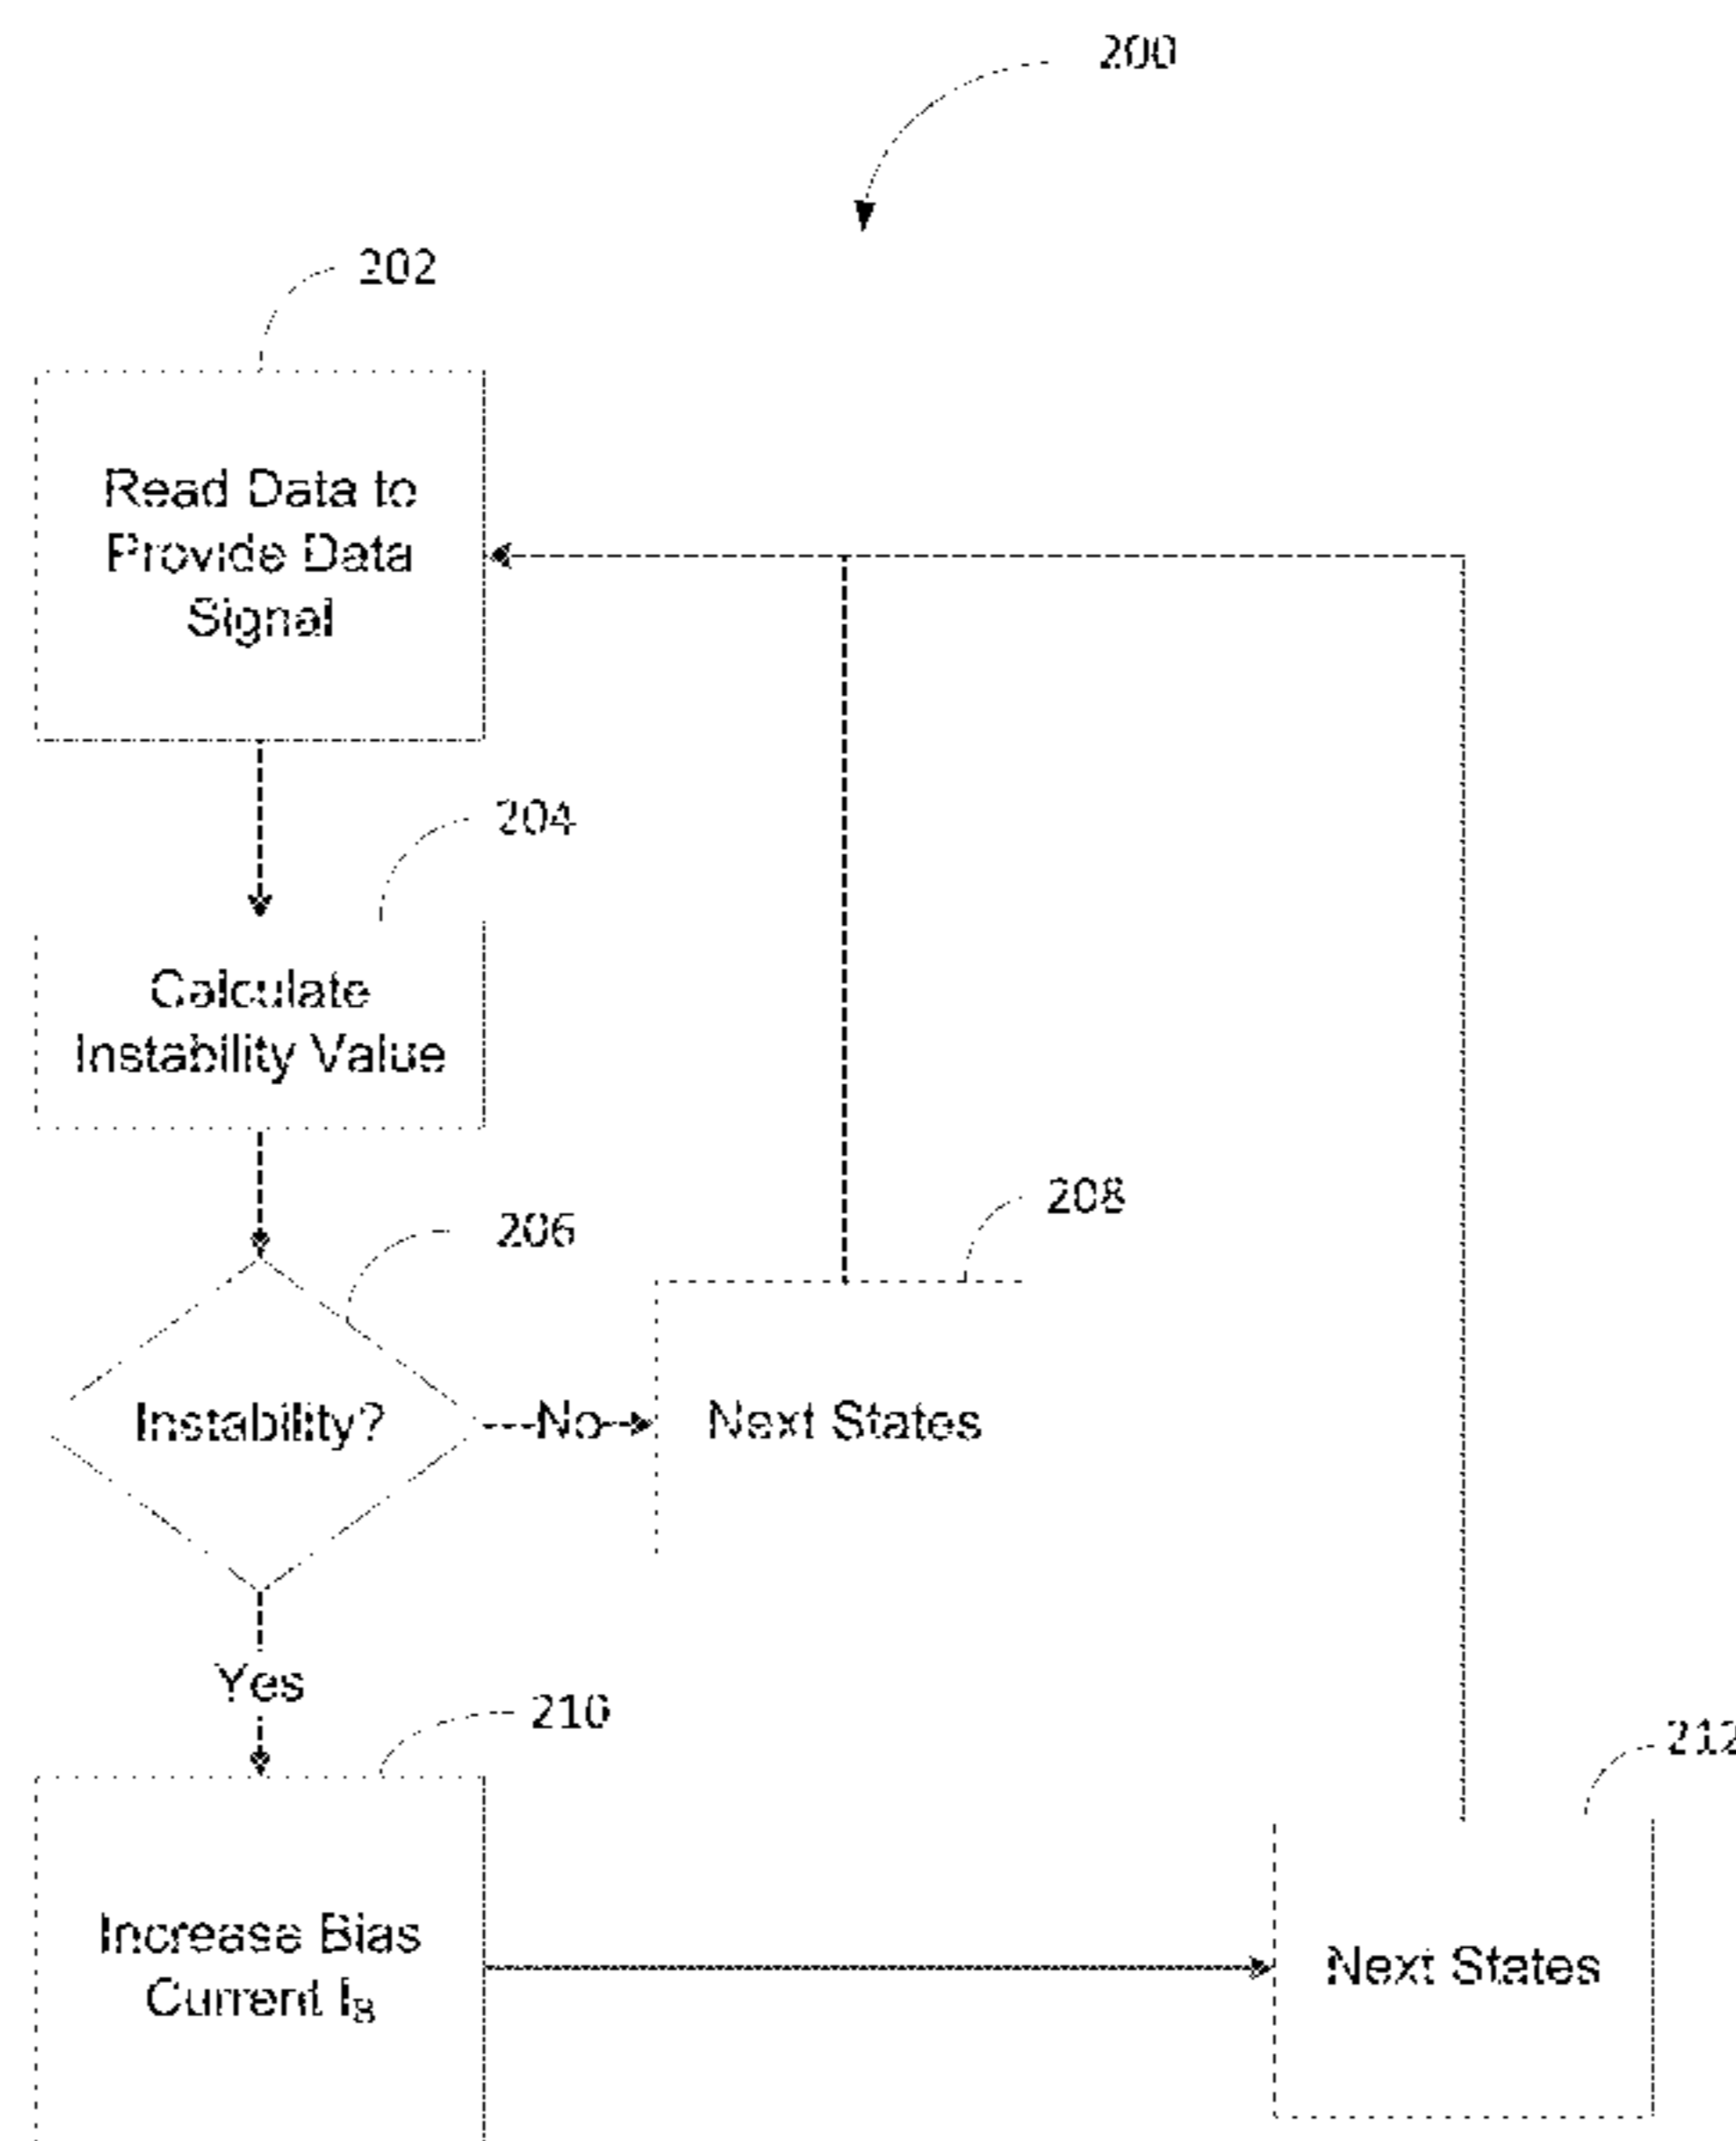 200
202
Read Data to
Provide Data
Signal
204
Calculate
Instability Value
206
208
Instability?
No
Next States
Yes
210
212
Increase Bias
Current IB
Next States